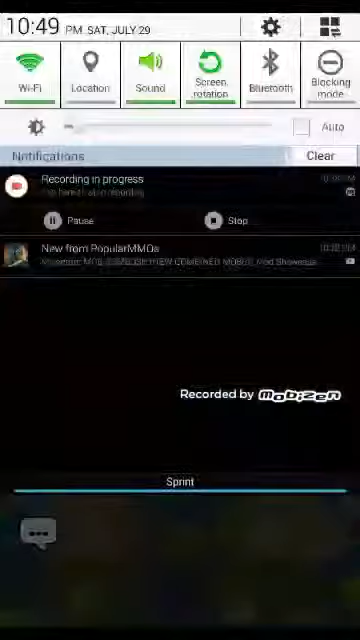 10:49 PM SAT, JULY 29
Wi-Fi
Location
Sound
Screen rotation
Bluetooth
Blocking mode
Auto
Notifications
Clear
Recording in progress
Pause
Stop
New from PopularMMOs
Recorded by mobizen
Sprint